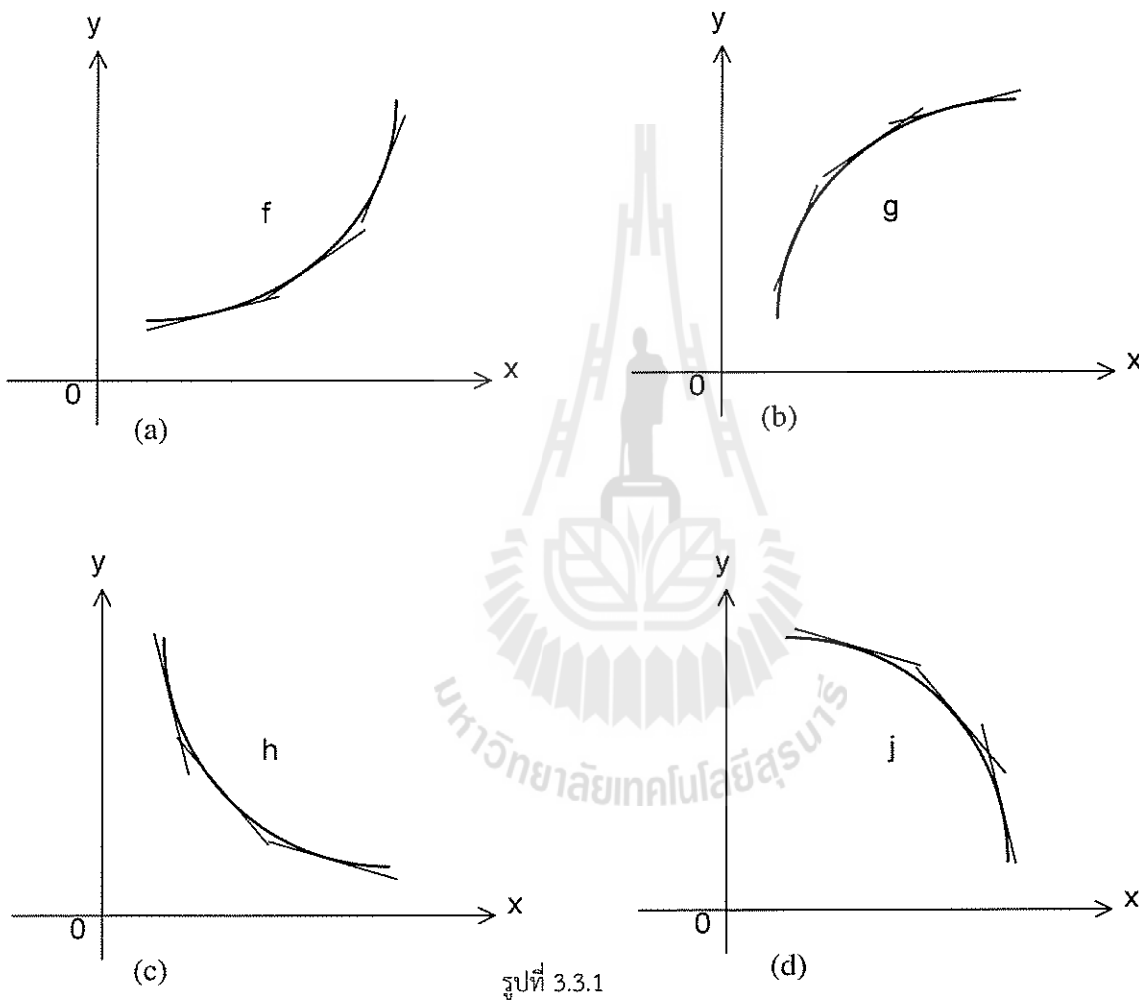 y
f
0
x
(a)
y
g
0
x
(b)
y
h
0
x
(c)
y
j
0
x
(d)
มหาวิทยาลัยเทคโนโลยีสุรนารี
รูปที่ 3.3.1